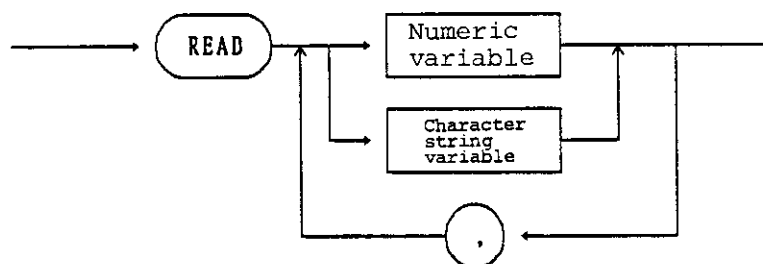 READ
Numeric
variable
Character
string
variable
,